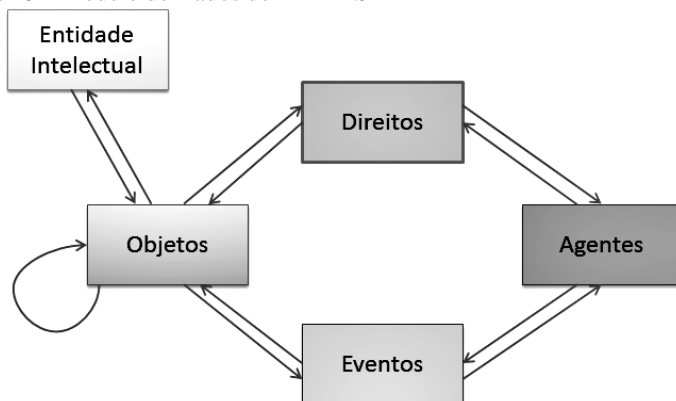 Entidade
Intelectual
Direitos
Objetos
Agentes
Eventos